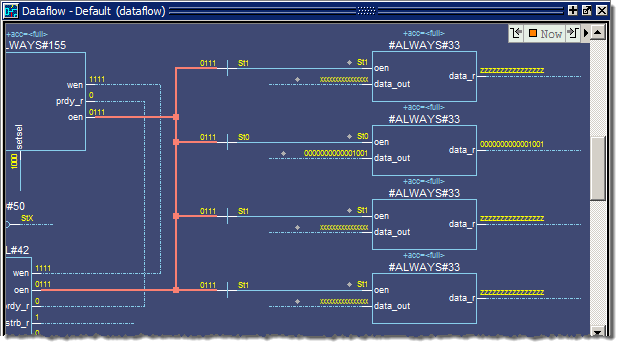 Dataflow - Default (dataflow)
+acc=<full>
LWAYS#155
wen
1111
prdy_r
0
oen
0111
setsel
1000
#50
StX
L#42
wen
1111
oen
0111
prdy_r
0
strb_r
1
Now
+acc=<full>
#ALWAYS#33
0111
St1
St1
oen
data_out
xxxxxxxxxxxxxxxx
data_r
zzzzzzzzzzzzzzzz
+acc=<full>
#ALWAYS#33
0111
St0
St0
oen
data_out
0000000000001001
data_r
0000000000001001
+acc=<full>
#ALWAYS#33
0111
St1
St1
oen
data_out
xxxxxxxxxxxxxxxx
data_r
zzzzzzzzzzzzzzzz
+acc=<full>
#ALWAYS#33
0111
St1
St1
oen
data_out
xxxxxxxxxxxxxxxx
data_r
zzzzzzzzzzzzzzzz